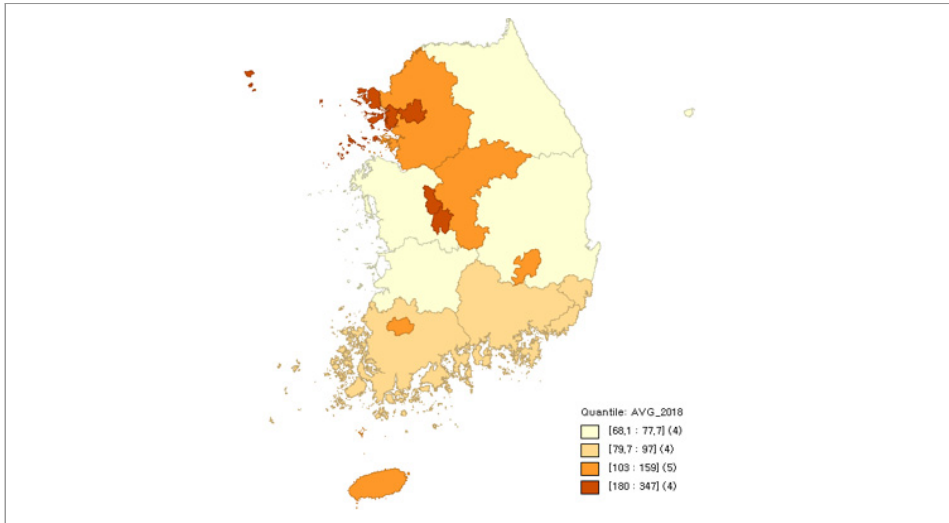 Quantile: AVG_2018
[68,1 : 77,7] (4)
[79,7 : 97] (4)
[103 : 159] (5)
[180 : 347] (4)